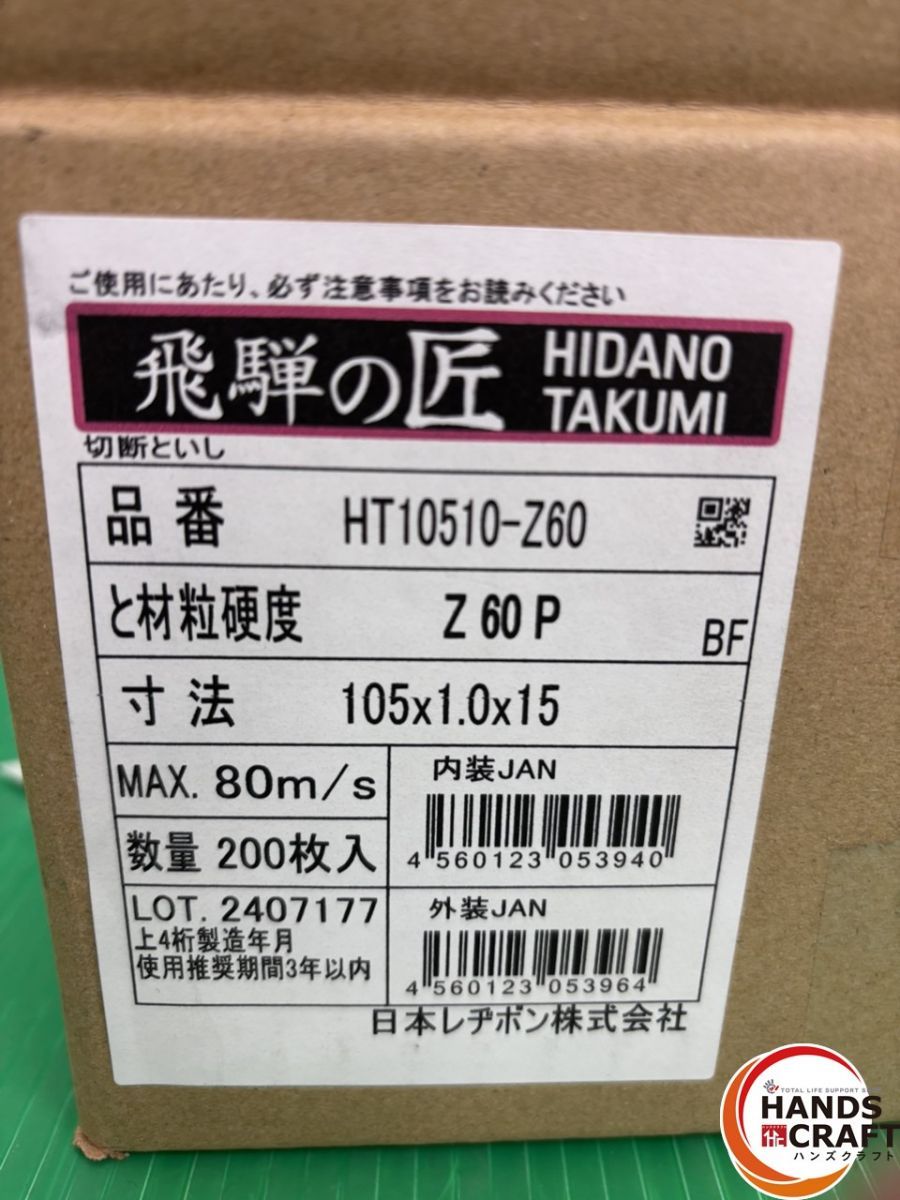 ご使用にあたり、必ず注意事項をお読みください
飛騨の匠 HIDANO TAKUMI
切断といし
品番 HT10510-Z60
と材粒硬度 Z 60 P BF
寸法 105x1.0x15
MAX. 80m/s
数量 200枚入
LOT. 2407177
上4桁製造年月
使用推奨期間3年以内
内装JAN
4 560123 053940
外装JAN
4 560123 053964
日本レヂボン株式会社
TOTAL LIFE SUPPORT
HANDS
CRAFT
ハンズクラフト